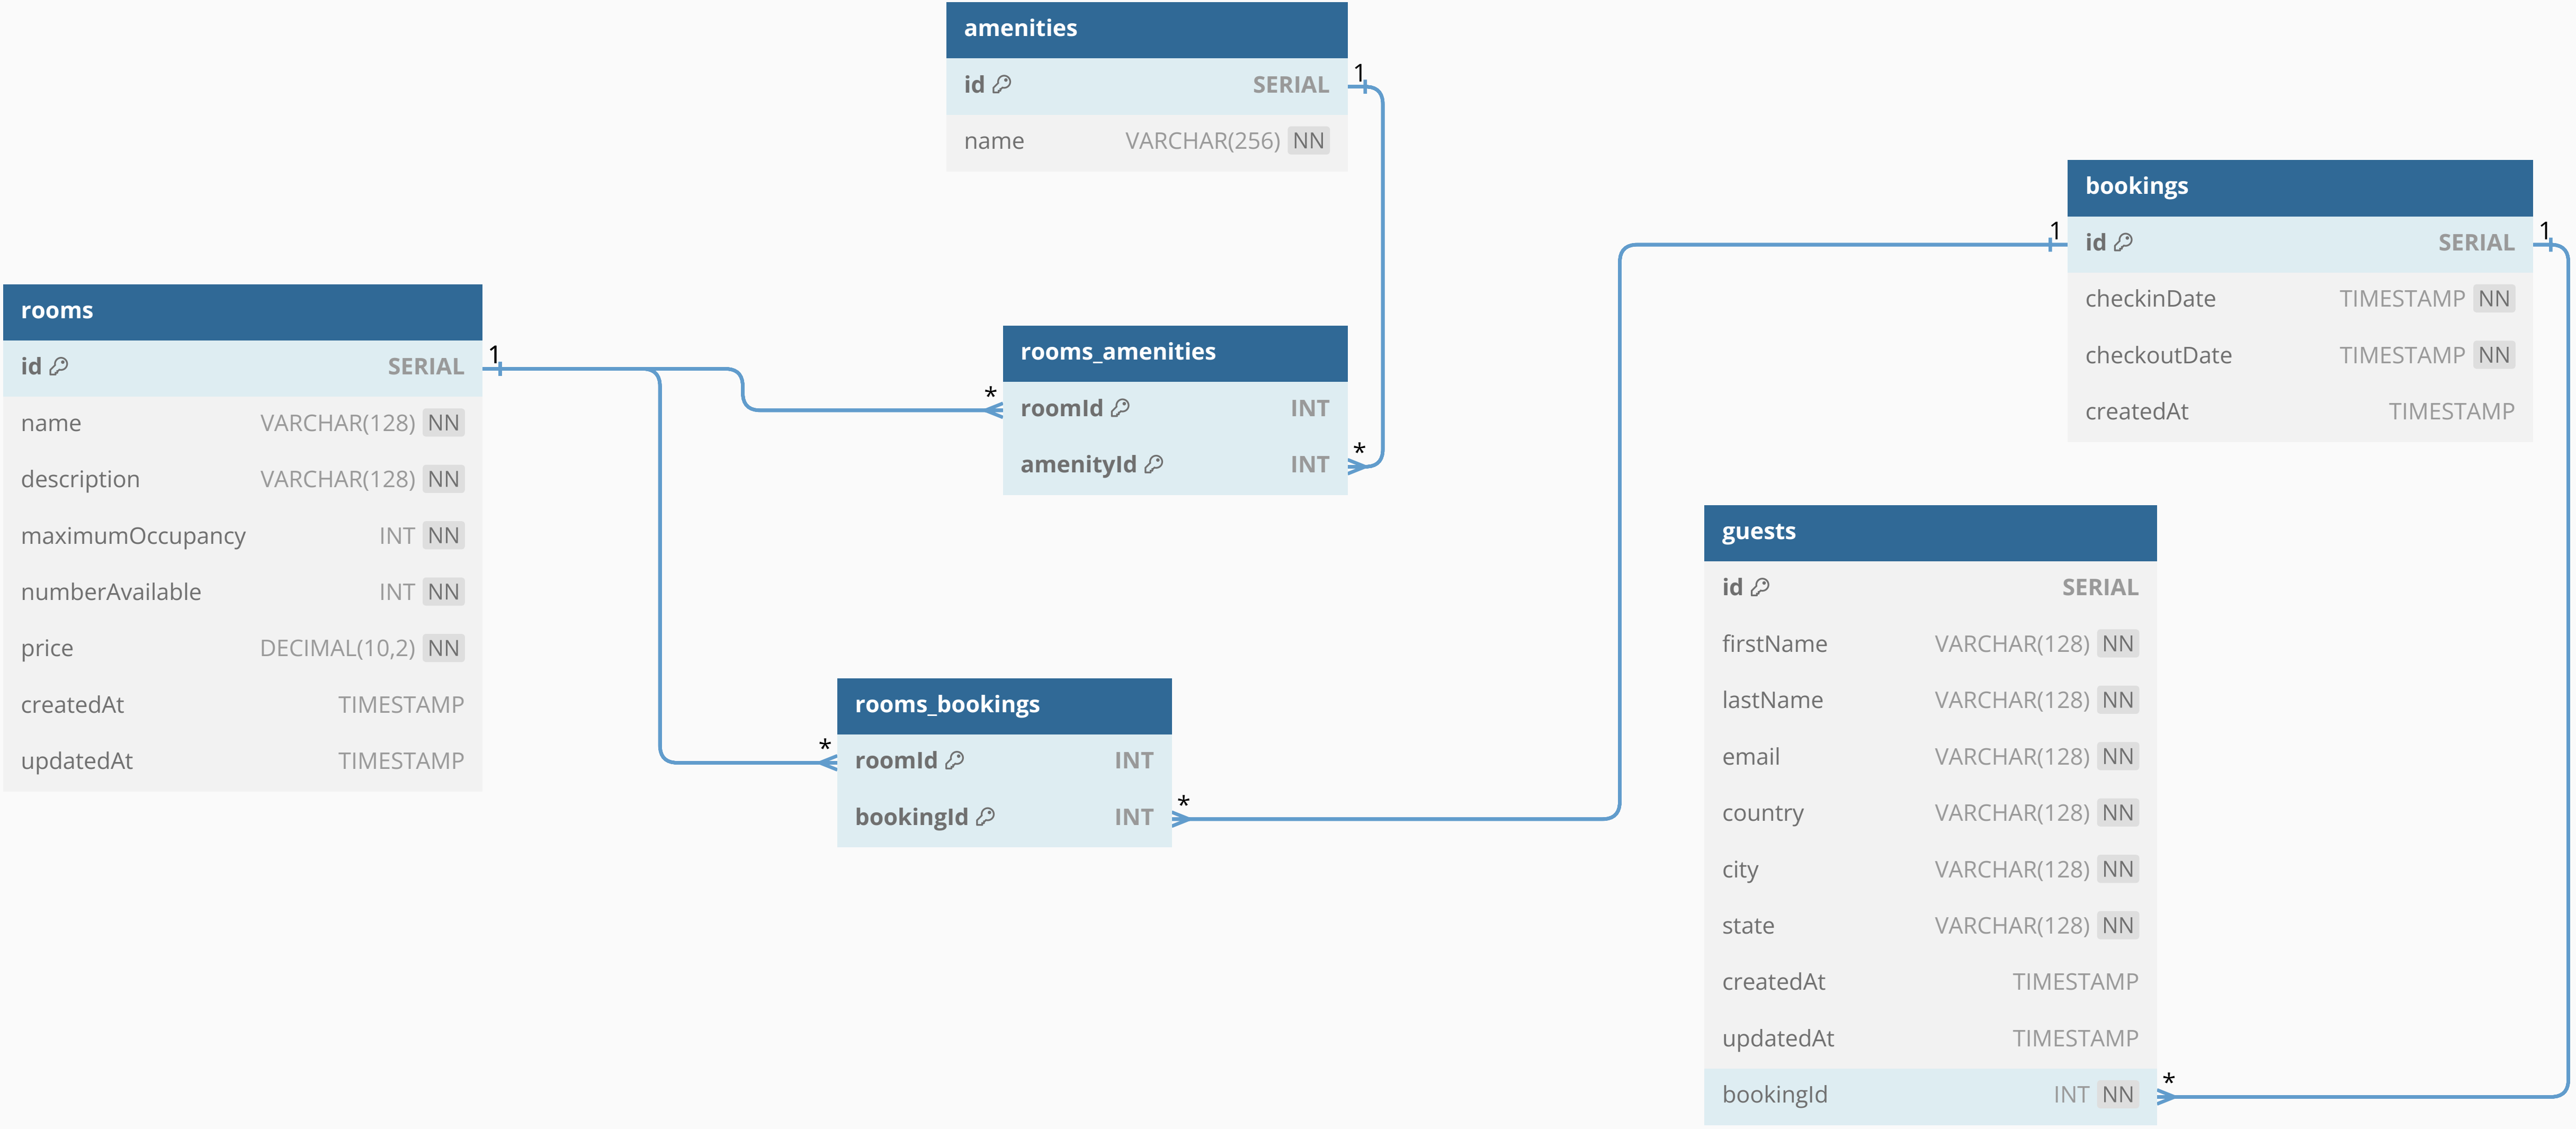 amenities
id SERIAL
name VARCHAR(256) NN
1
*
rooms
id SERIAL
name VARCHAR(128) NN
description VARCHAR(128) NN
maximumOccupancy INT NN
numberAvailable INT NN
price DECIMAL(10,2) NN
createdAt TIMESTAMP
updatedAt TIMESTAMP
1
*
*
rooms_amenities
roomId INT
amenityId INT
rooms_bookings
roomId INT
bookingId INT
*
1
bookings
id SERIAL
checkinDate TIMESTAMP NN
checkoutDate TIMESTAMP NN
createdAt TIMESTAMP
1
guests
id SERIAL
firstName VARCHAR(128) NN
lastName VARCHAR(128) NN
email VARCHAR(128) NN
country VARCHAR(128) NN
city VARCHAR(128) NN
state VARCHAR(128) NN
createdAt TIMESTAMP
updatedAt TIMESTAMP
bookingId INT NN
*